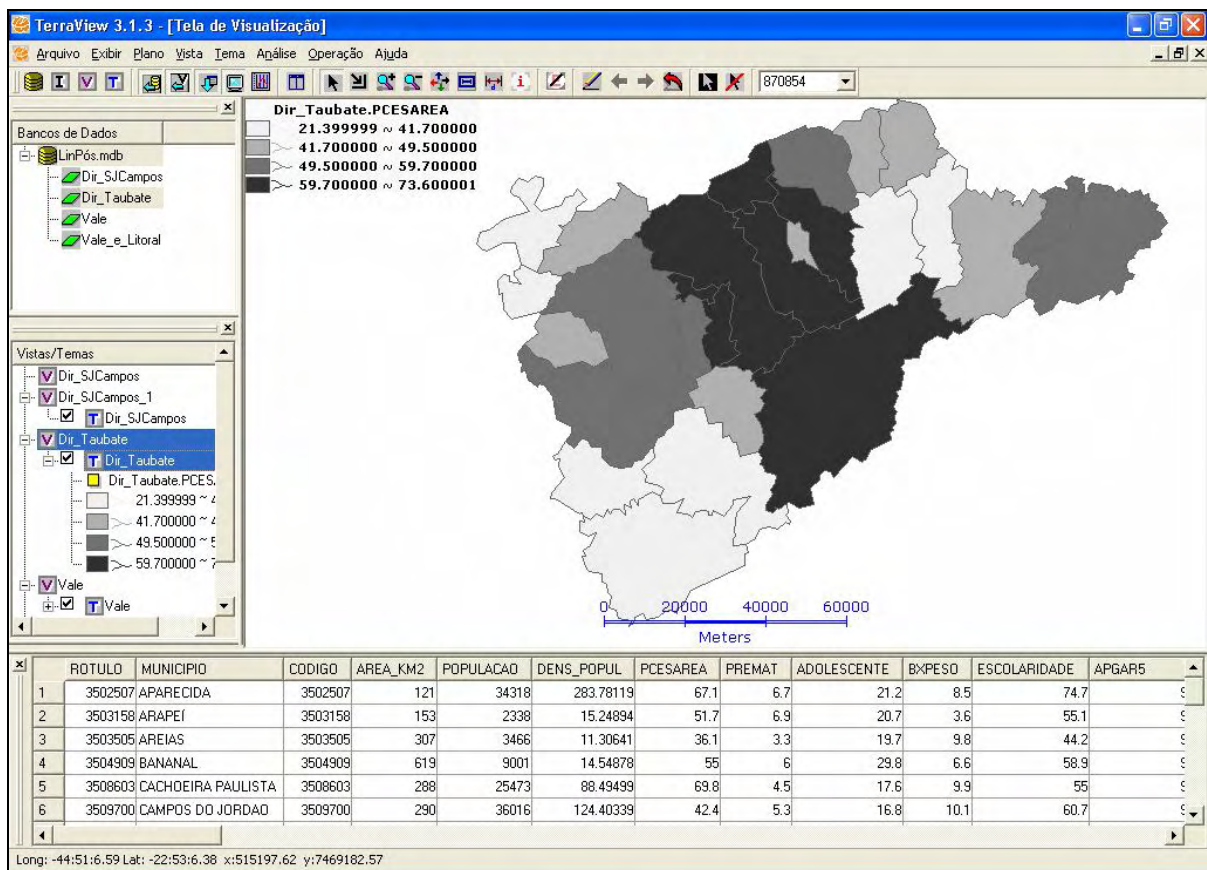 TerraView 3.1.3 - [Tela de Visualização]
Arquivo Exibir Plano Vista Tema Análise Operação Ajuda
I V T 870854
Bancos de Dados
LinPós.mdb
Dir_SJCampos
Dir_Taubate
Vale
Vale_e_Litoral
Vistas/Temas
V Dir_SJCampos
V Dir_SJCampos_1
T Dir_SJCampos
V Dir_Taubate
T Dir_Taubate
Dir_Taubate.PCES
21.399999 ~ 4
41.700000 ~ 4
49.500000 ~ 5
59.700000 ~ 7
V Vale
T Vale
Dir_Taubate.PCESAREA
21.399999 ~ 41.700000
41.700000 ~ 49.500000
49.500000 ~ 59.700000
59.700000 ~ 73.600001
0 20000 40000 60000
Meters
ROTULO MUNICIPIO CODIGO AREA_KM2 POPULACAO DENS_POPUL PCESAREA PREMAT ADOLESCENTE BXPESO ESCOLARIDADE APGAR5
1 3502507 APARECIDA 3502507 121 34318 283.78119 67.1 6.7 21.2 8.5 74.7 9
2 3503158 ARAPEÍ 3503158 153 2338 15.24894 51.7 6.9 20.7 3.6 55.1 9
3 3503505 AREIAS 3503505 307 3466 11.30641 36.1 3.3 19.7 9.8 44.2 9
4 3504909 BANANAL 3504909 619 9001 14.54878 55 6 29.8 6.6 58.9 9
5 3508603 CACHOEIRA PAULISTA 3508603 288 25473 88.49499 69.8 4.5 17.6 9.9 55 9
6 3509700 CAMPOS DO JORDAO 3509700 290 36016 124.40339 42.4 5.3 16.8 10.1 60.7 9
Long: -44:51:6.59 Lat: -22:53:6.38 x:515197.62 y:7469182.57